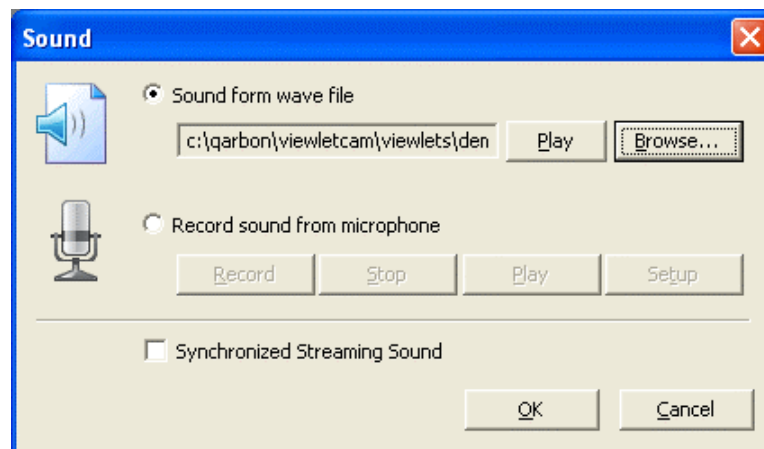 Sound
Sound form wave file
c:\qarbon\viewletcam\viewlets\den Play Browse...
Record sound from microphone
Record Stop Play Setup
Synchronized Streaming Sound
OK Cancel